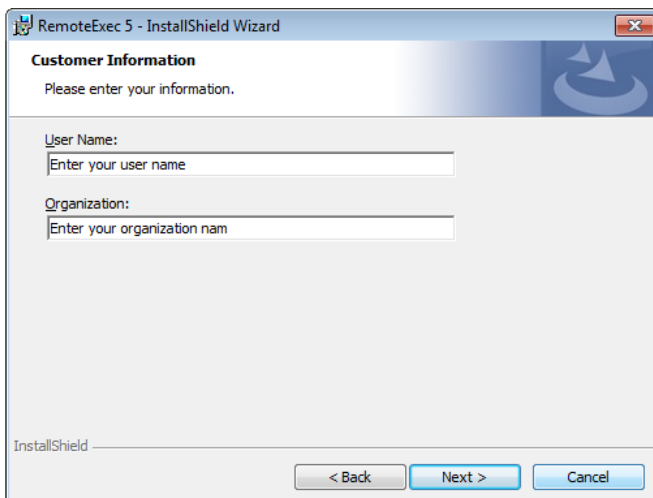 RemoteExec 5 - InstallShield Wizard
Customer Information
Please enter your information.
User Name:
Enter your user name
Organization:
Enter your organization nam
InstallShield
< Back
Next >
Cancel